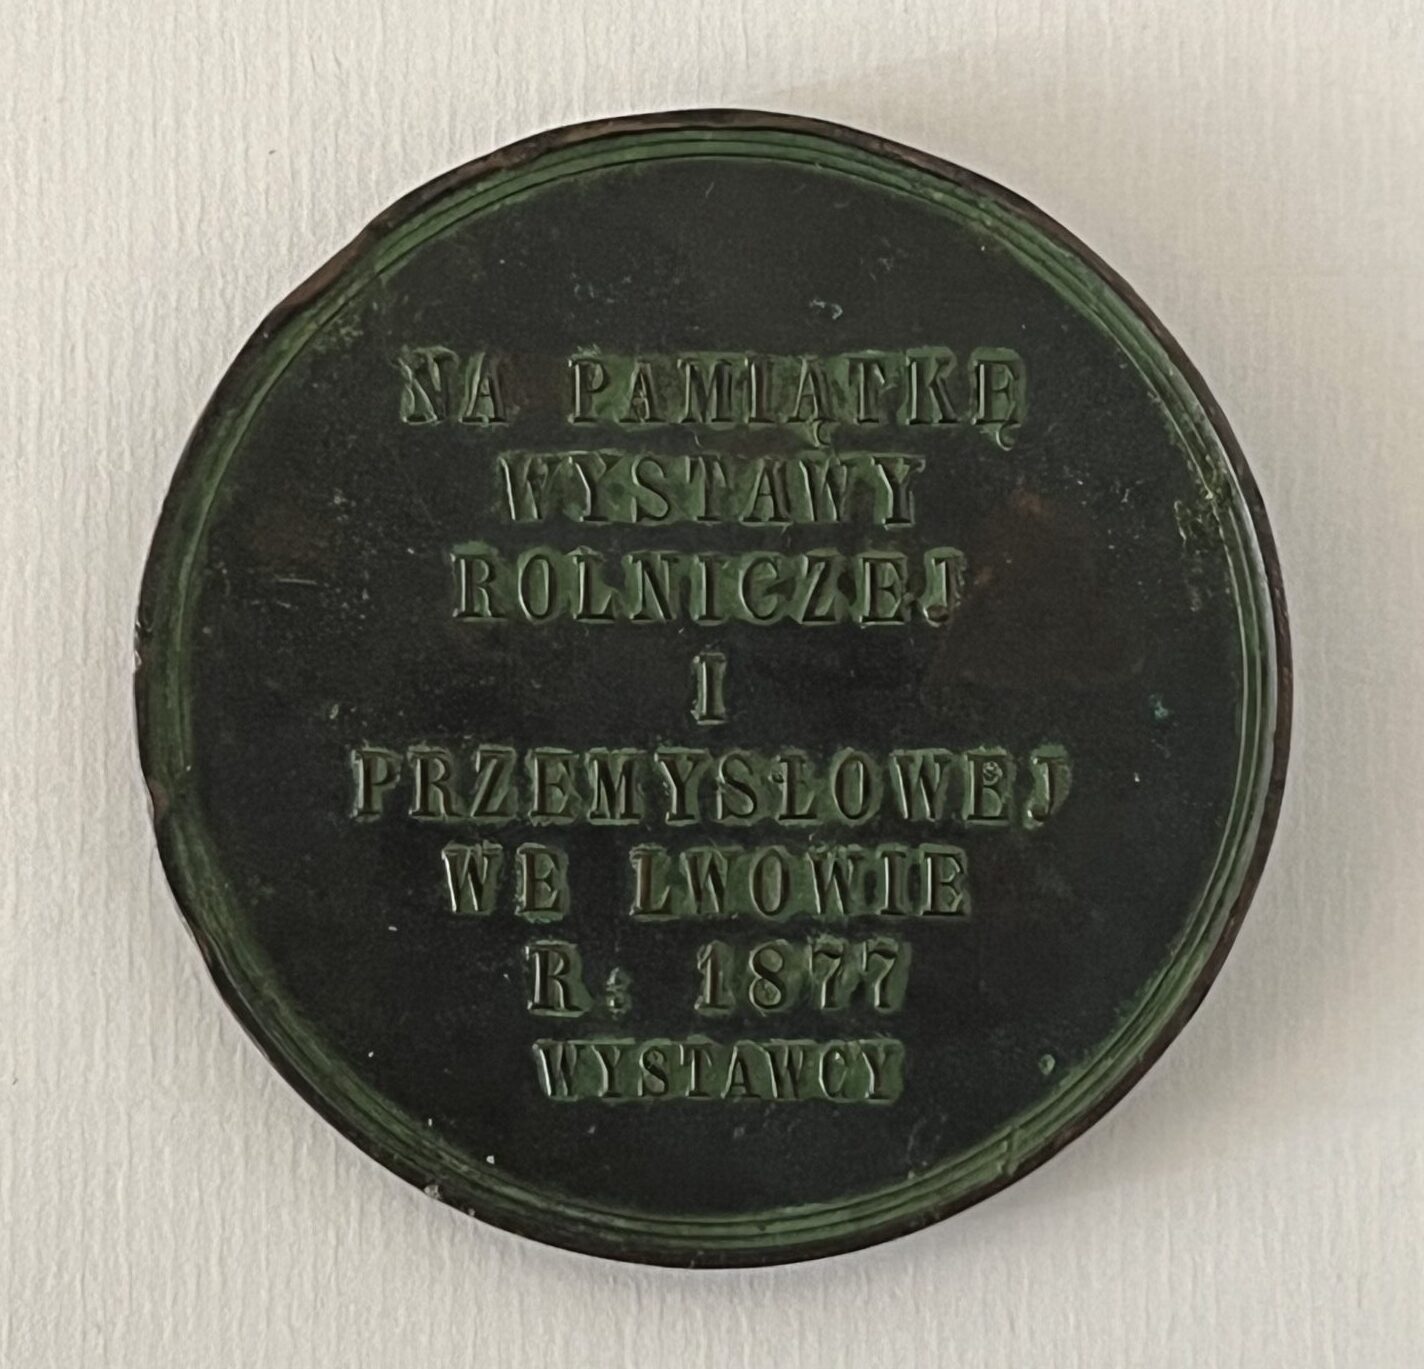 NA PAMIĄTKĘ
WYSTAWY
ROLNICZEJ
I
PRZEMYSŁOWEJ
WE LWOWIE
R: 1877
WYSTAWCY